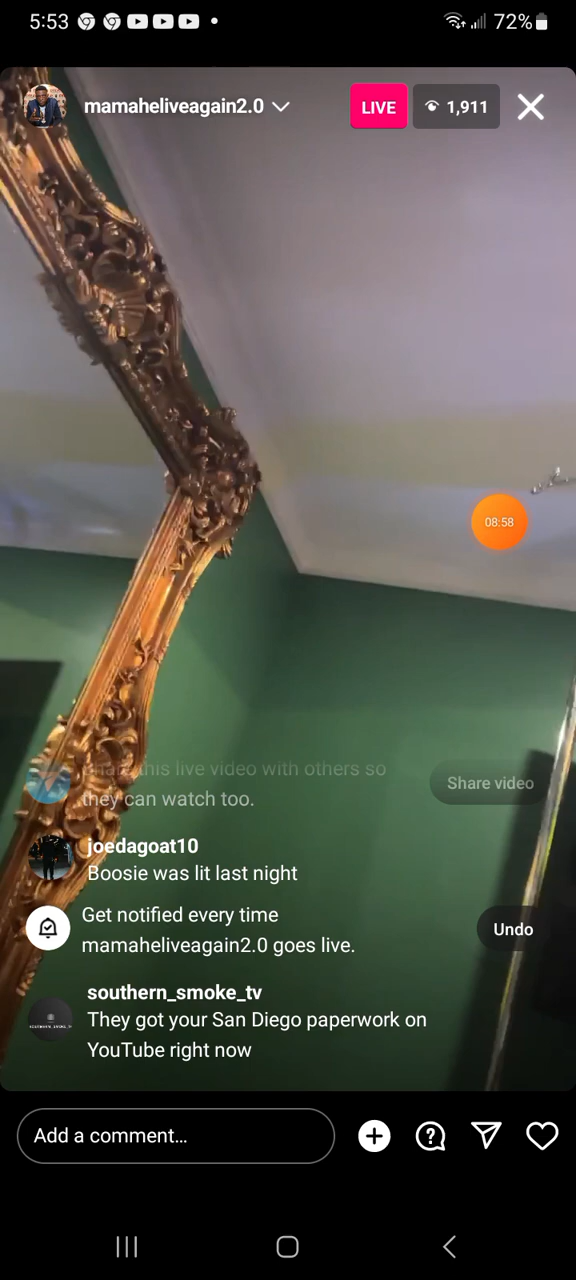 5:53
72%
mamaheliveagain2.0
LIVE
1,911
08:58
Share this live video with others so
they can watch too.
Share video
joedagoat10
Boosie was lit last night
Get notified every time
mamaheliveagain2.0 goes live.
Undo
southern_smoke_tv
They got your San Diego paperwork on
YouTube right now
Add a comment…